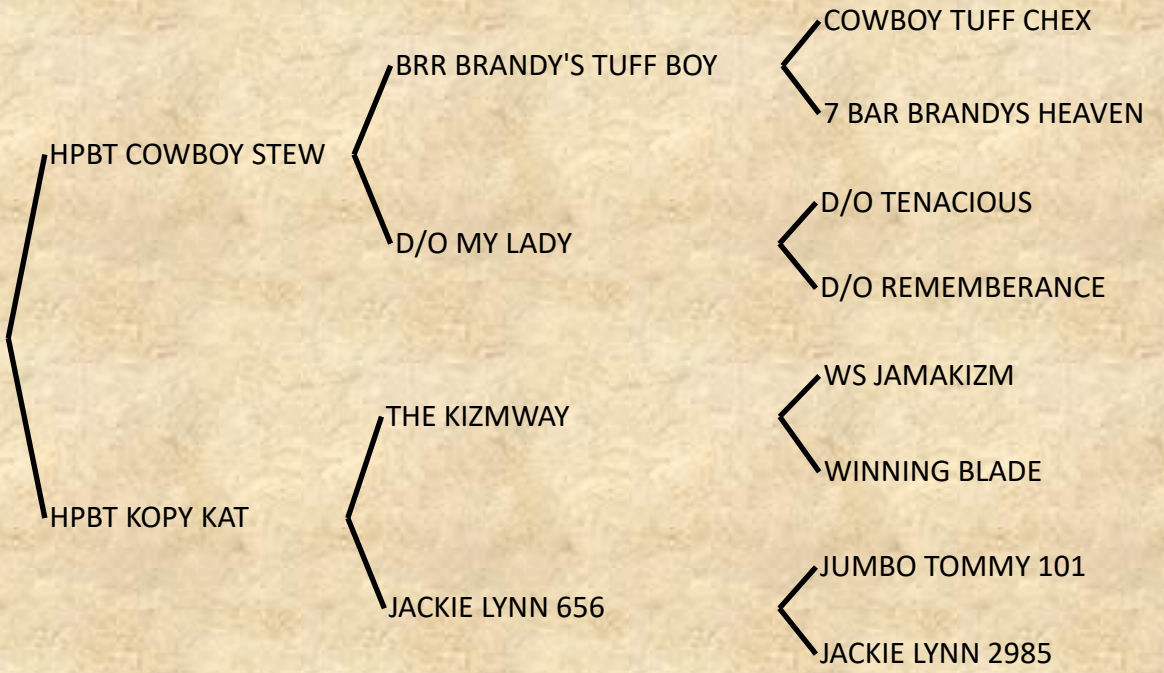 COWBOY TUFF CHEX
BRR BRANDY'S TUFF BOY
7 BAR BRANDYS HEAVEN
HPBT COWBOY STEW
D/O TENACIOUS
D/O MY LADY
D/O REMEMBERANCE
WS JAMAKIZM
THE KIZMWAY
WINNING BLADE
HPBT KOPY KAT
JUMBO TOMMY 101
JACKIE LYNN 656
JACKIE LYNN 2985